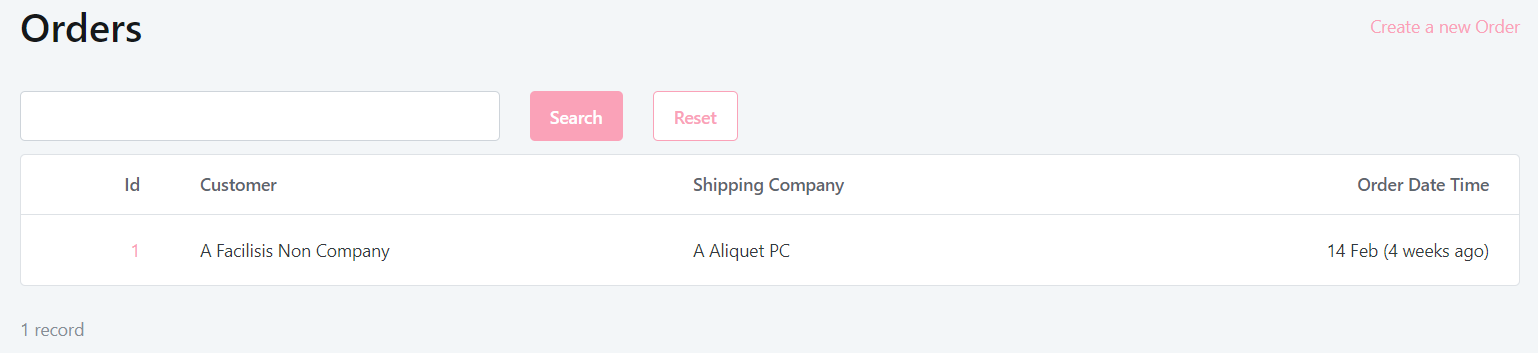 Orders
Create a new Order
Search Reset
Id Customer Shipping Company Order Date Time
1 A Facilisis Non Company A Aliquet PC 14 Feb (4 weeks ago)
1 record